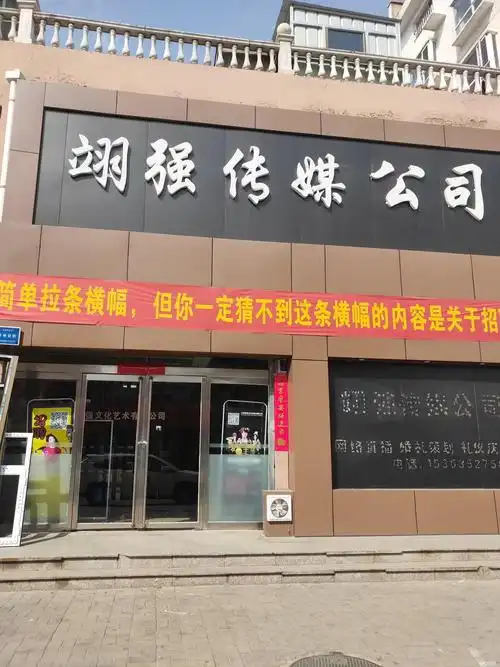 翊强传媒公司
简单拉条横幅，但你一定猜不到这条横幅的内容是关于招
文化艺术有限公司
翊强传媒公司
网络直播 婚礼策划 礼仪庆
电话:
招聘